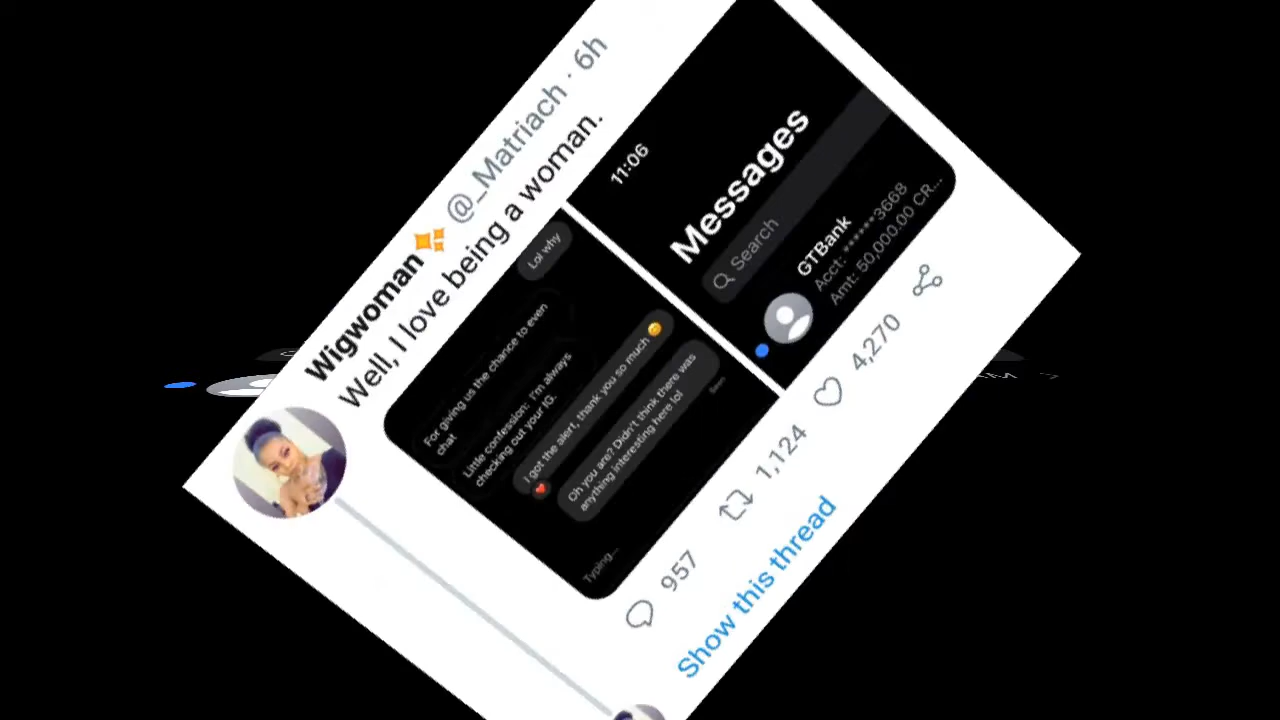 Wigwoman✨ @_Matriach · 6h
Well, I love being a woman.
Lol why
For giving us the chance to even
chat
Little confession: I'm always
checking out your IG.
I got the alert, thank you so much 😊
❤️
Oh you are? Didn't think there was
anything interesting here lol
Seen
Typing...
11:06
Messages
Search
GTBank
Acct: ******3668
Amt: 50,000.00 CR...
957
1,124
4,270
Show this thread